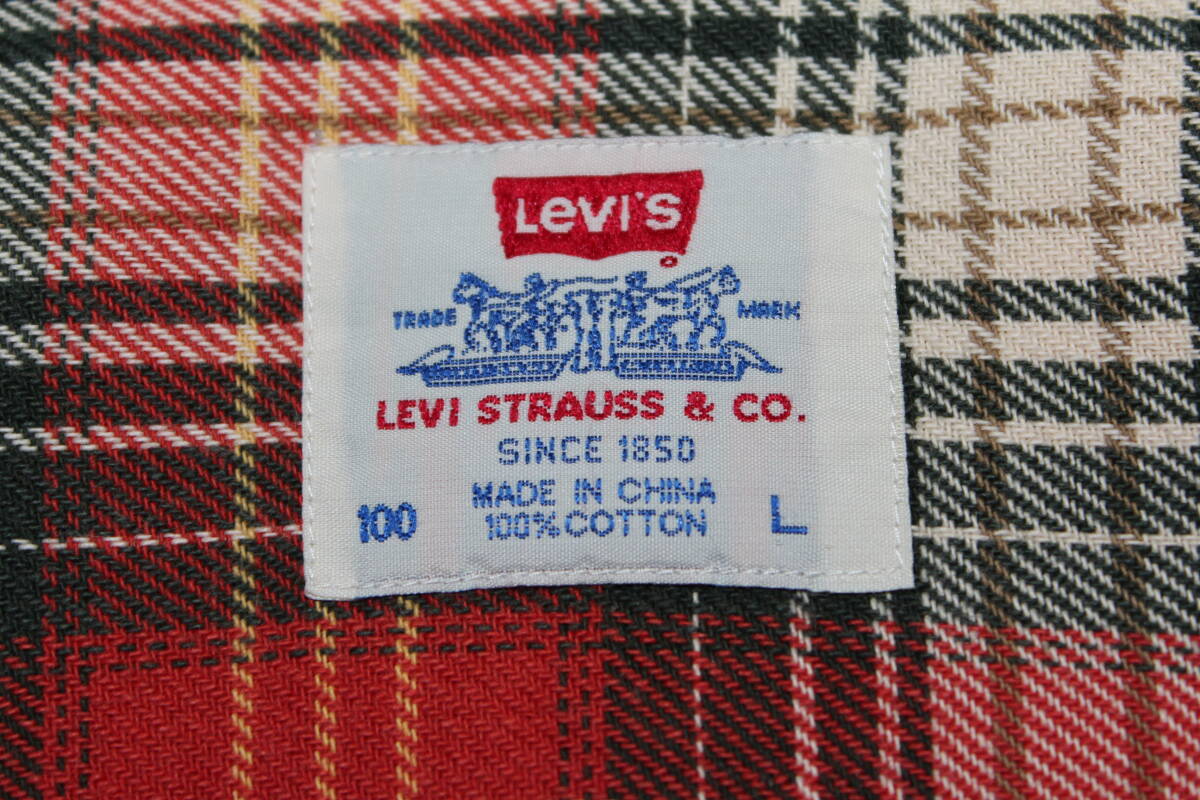 LEVI'S
TRADE MARK
LEVI STRAUSS & CO.
SINCE 1850
MADE IN CHINA
100% COTTON
100
L